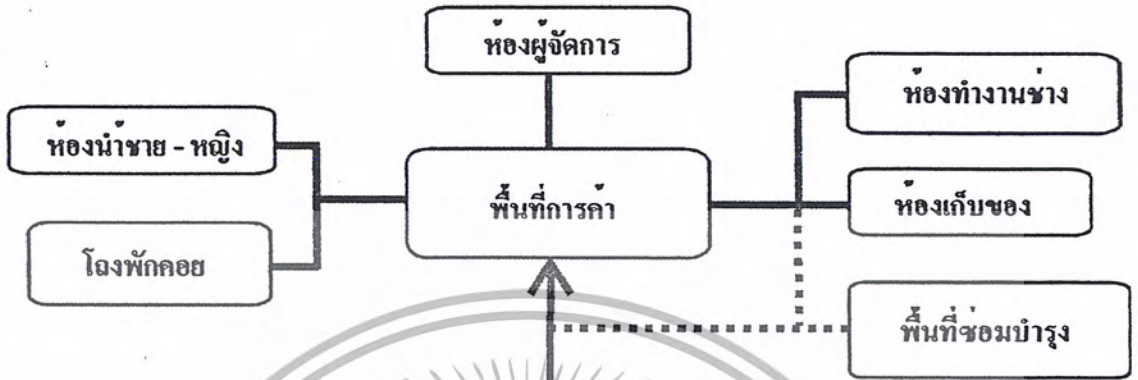 ห้องผู้จัดการ
ห้องทำงานช่าง
ห้องน้ำชาย - หญิง
พื้นที่การค้า
ห้องเก็บของ
โถงพักคอย
พื้นที่ซ่อมบำรุง